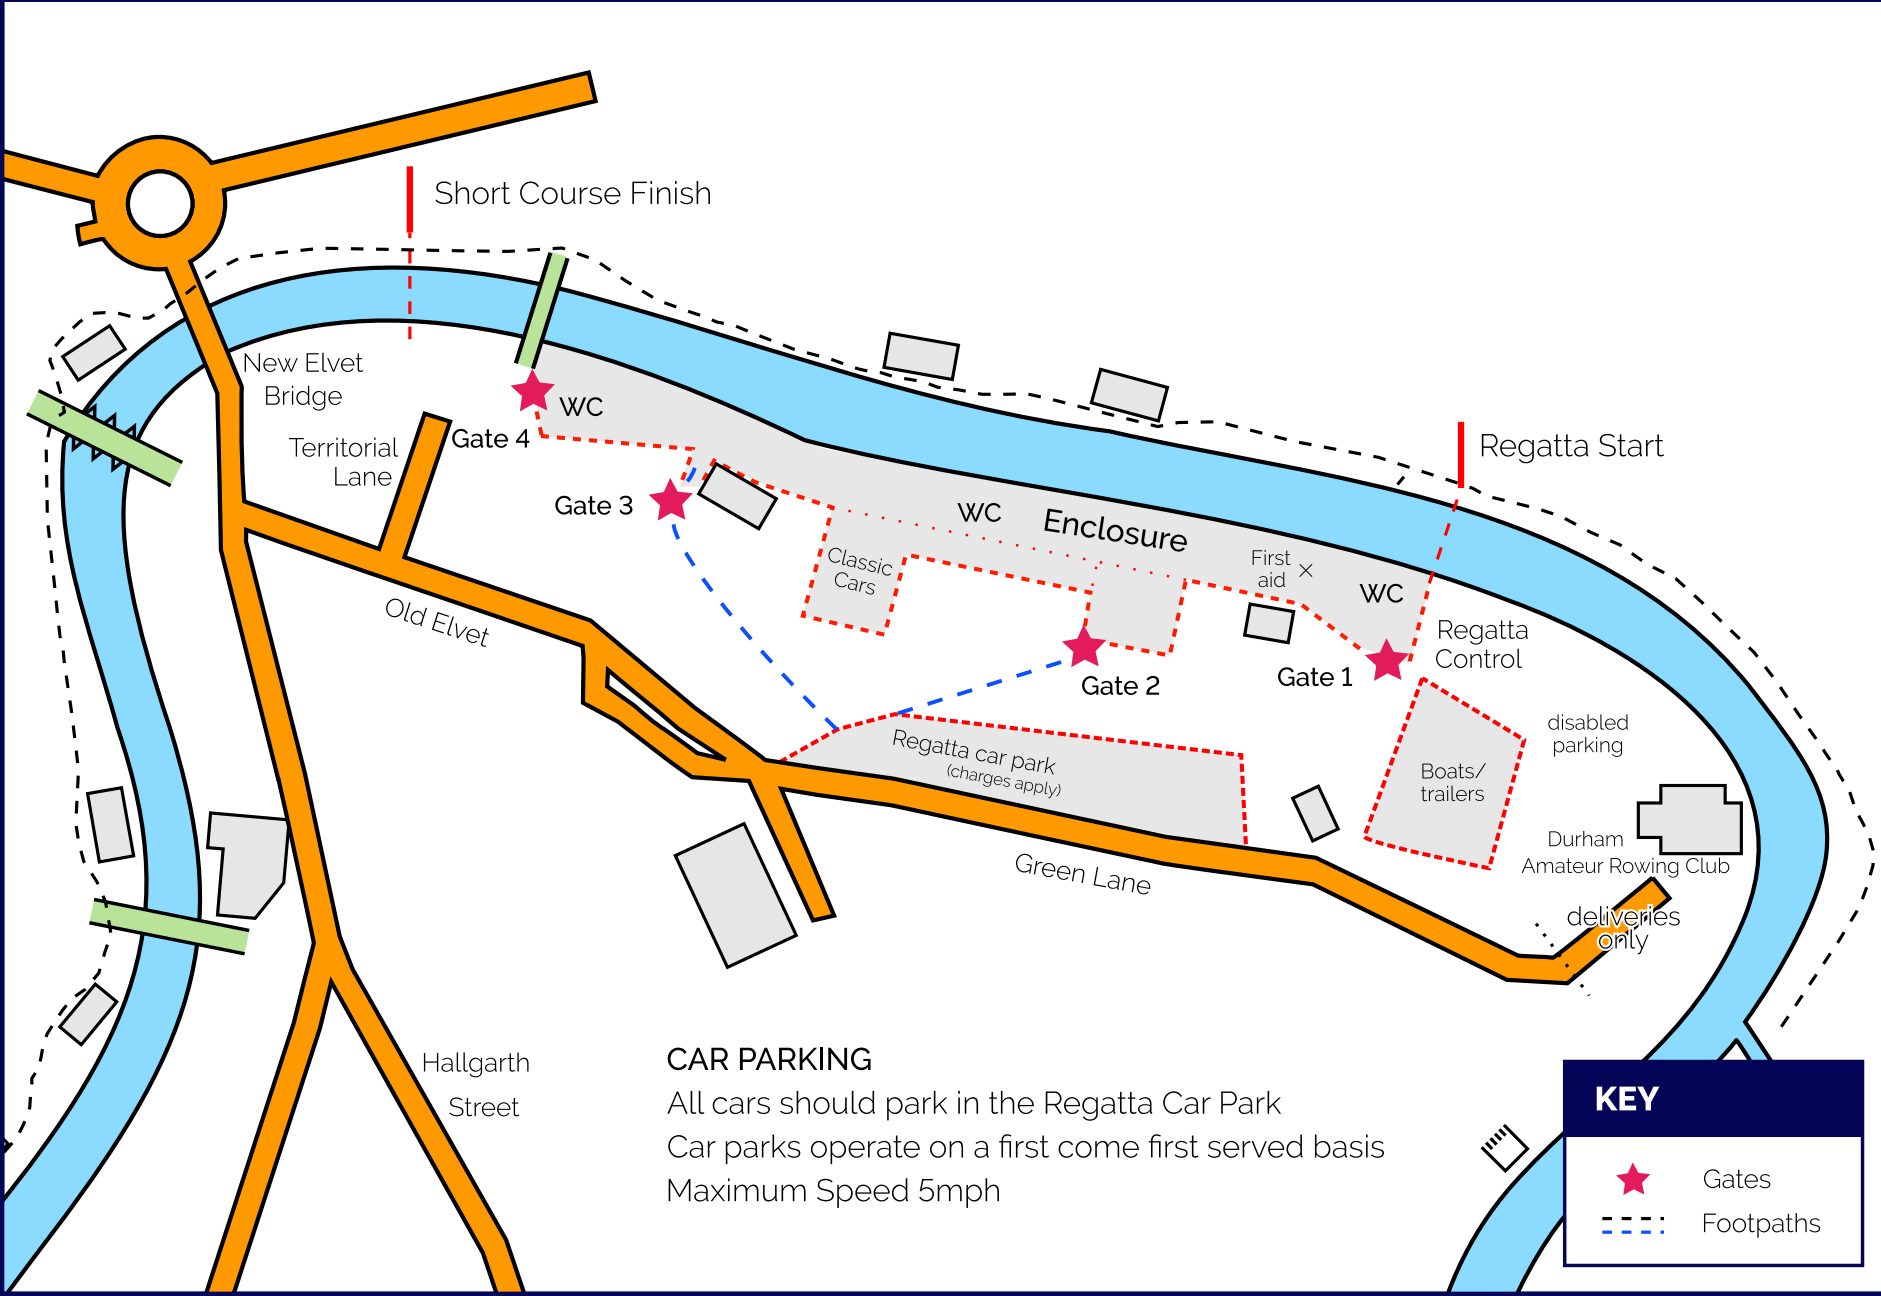 Short Course Finish
New Elvet
Bridge
Territorial
Lane
Gate 4
WC
Gate 3
Regatta Start
WC
Enclosure
Classic
Cars
First
aid
WC
Old Elvet
Gate 2
Gate 1
Regatta
Control
disabled
parking
Regatta car park
(charges apply)
Boats/
trailers
Durham
Amateur Rowing Club
Green Lane
deliveries
only
Hallgarth
Street
CAR PARKING
All cars should park in the Regatta Car Park
Car parks operate on a first come first served basis
Maximum Speed 5mph
KEY
Gates
Footpaths